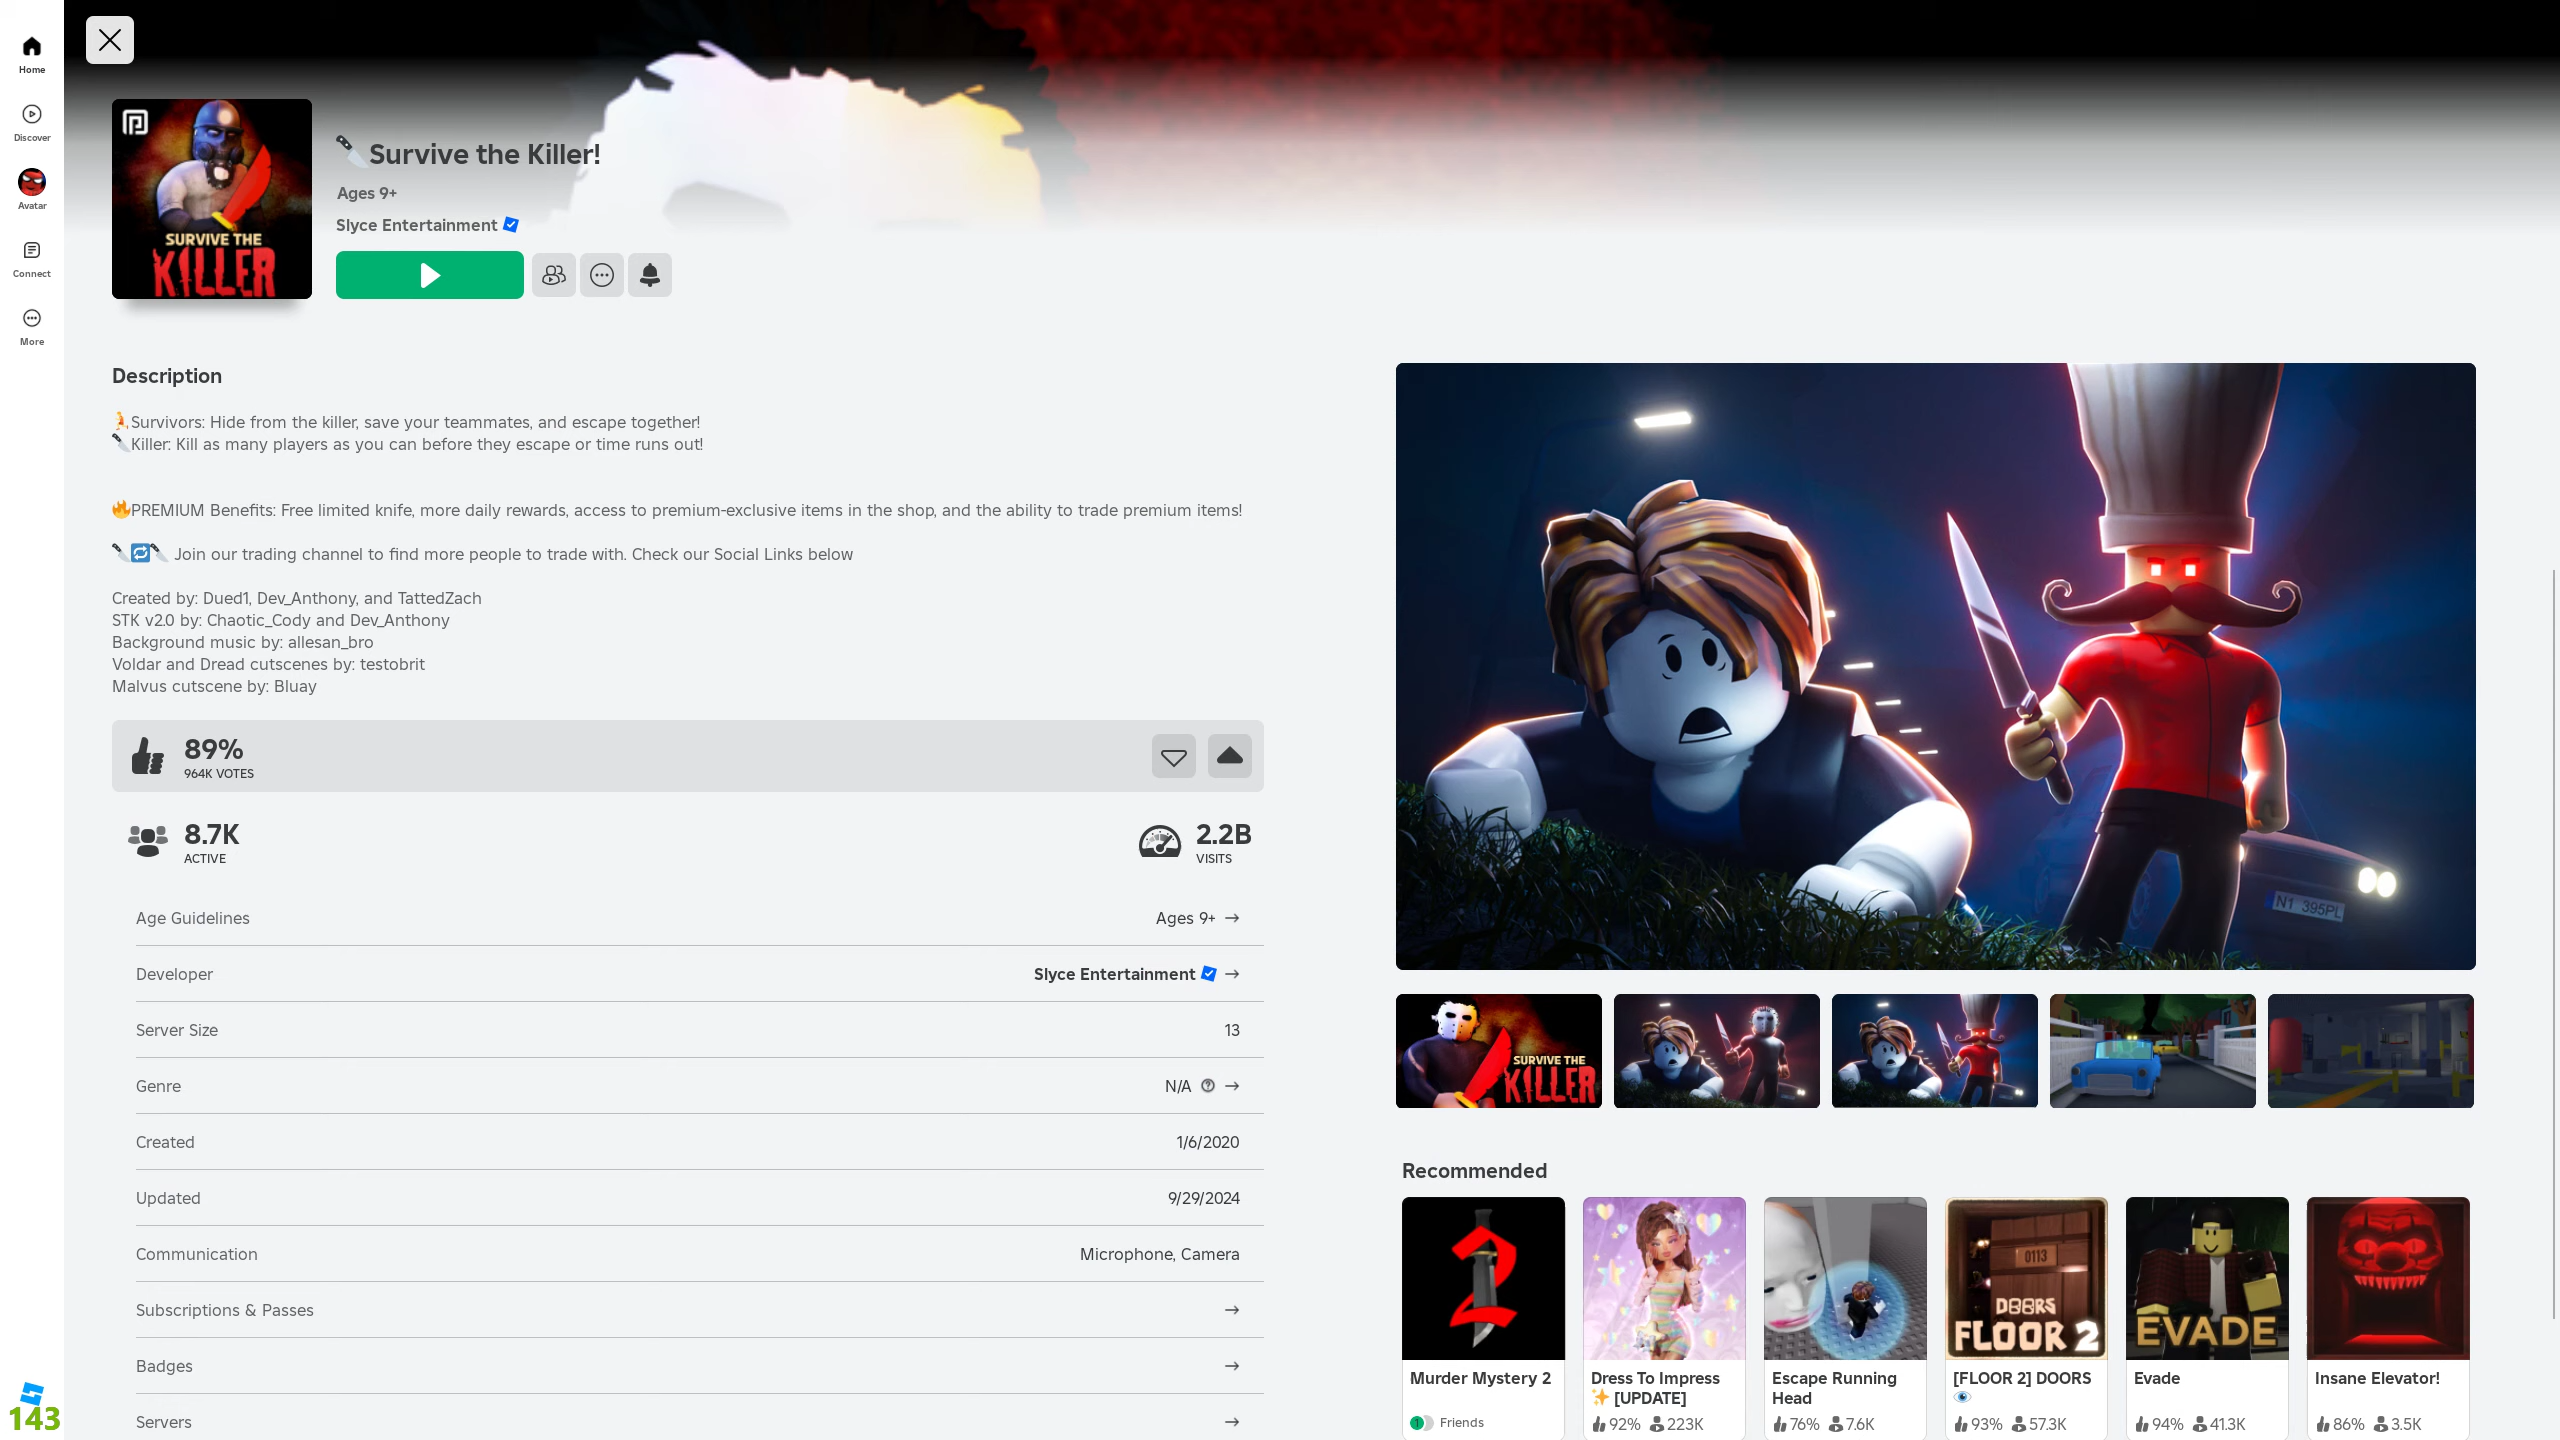 Home
Discover
Avatar
Connect
More
143
SURVIVE THE
KILLER
🔪Survive the Killer!
Ages 9+
Slyce Entertainment
Description
Survivors: Hide from the killer, save your teammates, and escape together!
🔪Killer: Kill as many players as you can before they escape or time runs out!
🔥PREMIUM Benefits: Free limited knife, more daily rewards, access to premium-exclusive items in the shop, and the ability to trade premium items!
🔪🔁🔪 Join our trading channel to find more people to trade with. Check our Social Links below
Created by: Dued1, Dev_Anthony, and TattedZach
STK v2.0 by: Chaotic_Cody and Dev_Anthony
Background music by: allesan_bro
Voldar and Dread cutscenes by: testobrit
Malvus cutscene by: Bluay
89%
964K VOTES
8.7K
ACTIVE
2.2B
VISITS
Age Guidelines Ages 9+
Developer Slyce Entertainment
Server Size 13
Genre N/A
Created 1/6/2020
Updated 9/29/2024
Communication Microphone, Camera
Subscriptions & Passes
Badges
Servers
N1 395PL
SURVIVE THE
KILLER
Recommended
2
0113
DOORS
FLOOR 2
EVADE
Murder Mystery 2
1 Friends
Dress To Impress
✨ [UPDATE]
92% 223K
Escape Running
Head
76% 7.6K
[FLOOR 2] DOORS
👁
93% 57.3K
Evade
94% 41.3K
Insane Elevator!
86% 3.5K